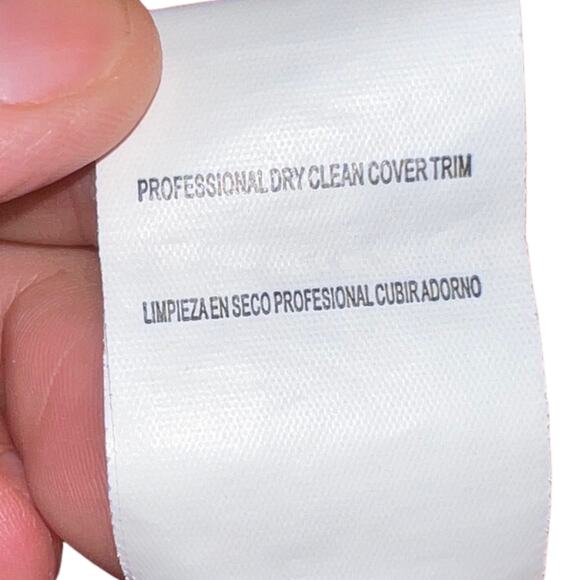 PROFESSIONAL DRY CLEAN COVER TRIM
LIMPIEZA EN SECO PROFESIONAL CUBIR ADORNO